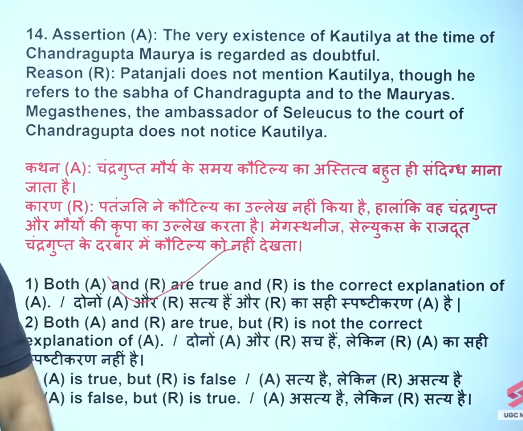 14. Assertion (A): The very existence of Kautilya at the time of
Chandragupta Maurya is regarded as doubtful.
Reason (R): Patanjali does not mention Kautilya, though he
refers to the sabha of Chandragupta and to the Mauryas.
Megasthenes, the ambassador of Seleucus to the court of
Chandragupta does not notice Kautilya.
कथन (A): चंद्रगुप्त मौर्य के समय कौटिल्य का अस्तित्व बहुत ही संदिग्ध माना
जाता है।
कारण (R): पतंजलि ने कौटिल्य का उल्लेख नहीं किया है, हालांकि वह चंद्रगुप्त
और मौर्यों की कृपा का उल्लेख करता है। मेगस्थनीज, सेल्युकस के राजदूत
चंद्रगुप्त के दरबार में कौटिल्य को नहीं देखता।
1) Both (A) and (R) are true and (R) is the correct explanation of
(A). / दोनों (A) और (R) सत्य हैं और (R) का सही स्पष्टीकरण (A) है |
2) Both (A) and (R) are true, but (R) is not the correct
explanation of (A). / दोनों (A) और (R) सच हैं, लेकिन (R) (A) का सही
स्पष्टीकरण नहीं है।
(A) is true, but (R) is false / (A) सत्य है, लेकिन (R) असत्य है
(A) is false, but (R) is true. / (A) असत्य है, लेकिन (R) सत्य है।
UGC